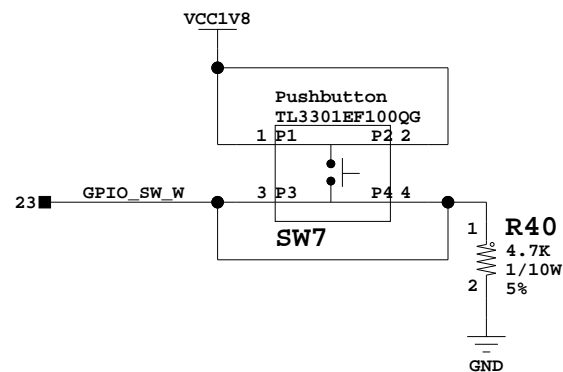 VCC1V8
Pushbutton
TL3301EF100QG
1 P1 P2 2
23 GPIO_SW_W 3 P3 P4 4
SW7
1 R40
4.7K
1/10W
2 5%
GND